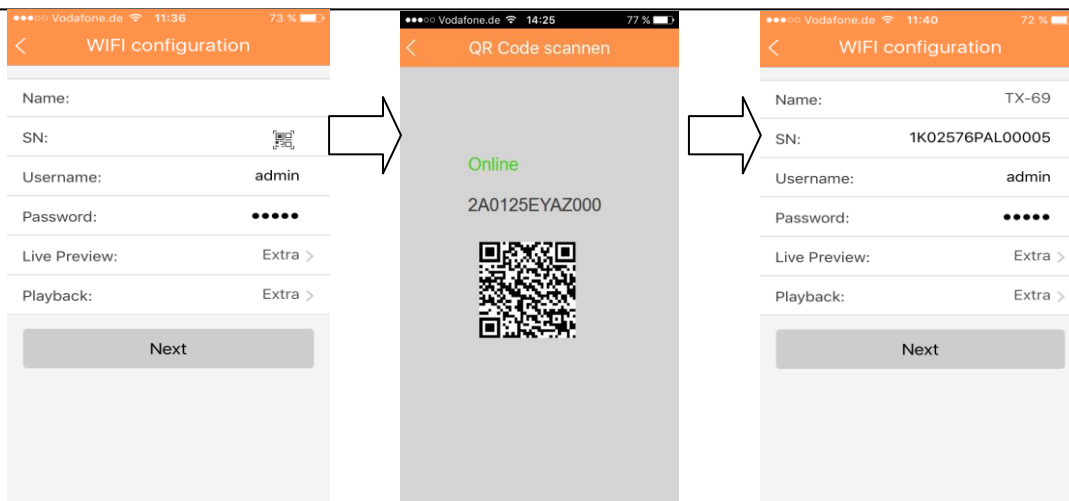 Vodafone.de 11:36 73 %
WIFI configuration
Name:
SN:
Username: admin
Password: •••••
Live Preview: Extra
Playback: Extra
Next
Vodafone.de 14:25 77 %
QR Code scannen
Online
2A0125EYAZ000
Vodafone.de 11:40 72 %
WIFI configuration
Name: TX-69
SN: 1K02576PAL00005
Username: admin
Password: •••••
Live Preview: Extra
Playback: Extra
Next